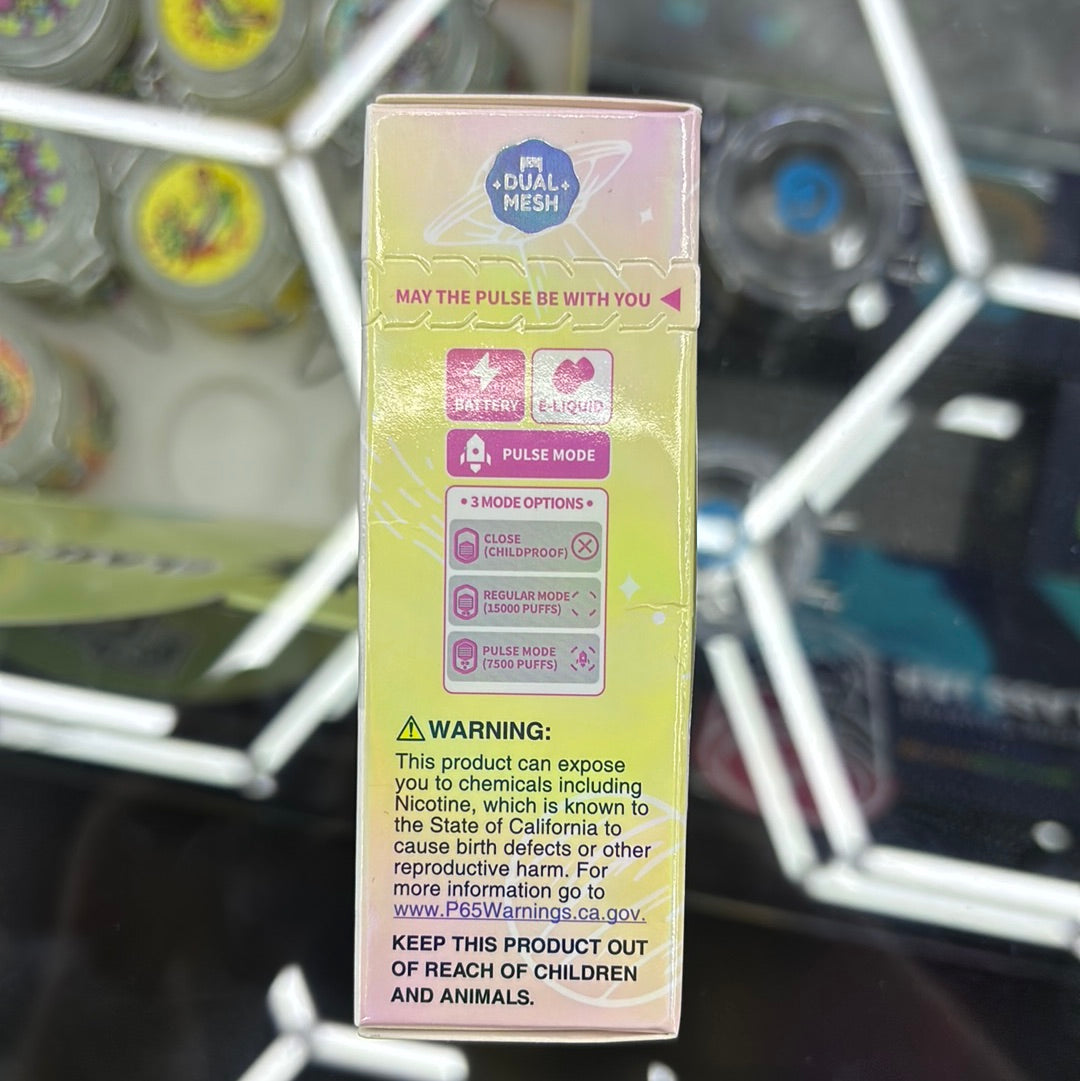 DUAL
MESH
MAY THE PULSE BE WITH YOU
BATTERY
E-LIQUID
PULSE MODE
• 3 MODE OPTIONS •
CLOSE
(CHILDPROOF)
REGULAR MODE
(15000 PUFFS)
PULSE MODE
(7500 PUFFS)
WARNING:
This product can expose
you to chemicals including
Nicotine, which is known to
the State of California to
cause birth defects or other
reproductive harm. For
more information go to
www.P65Warnings.ca.gov.
KEEP THIS PRODUCT OUT
OF REACH OF CHILDREN
AND ANIMALS.